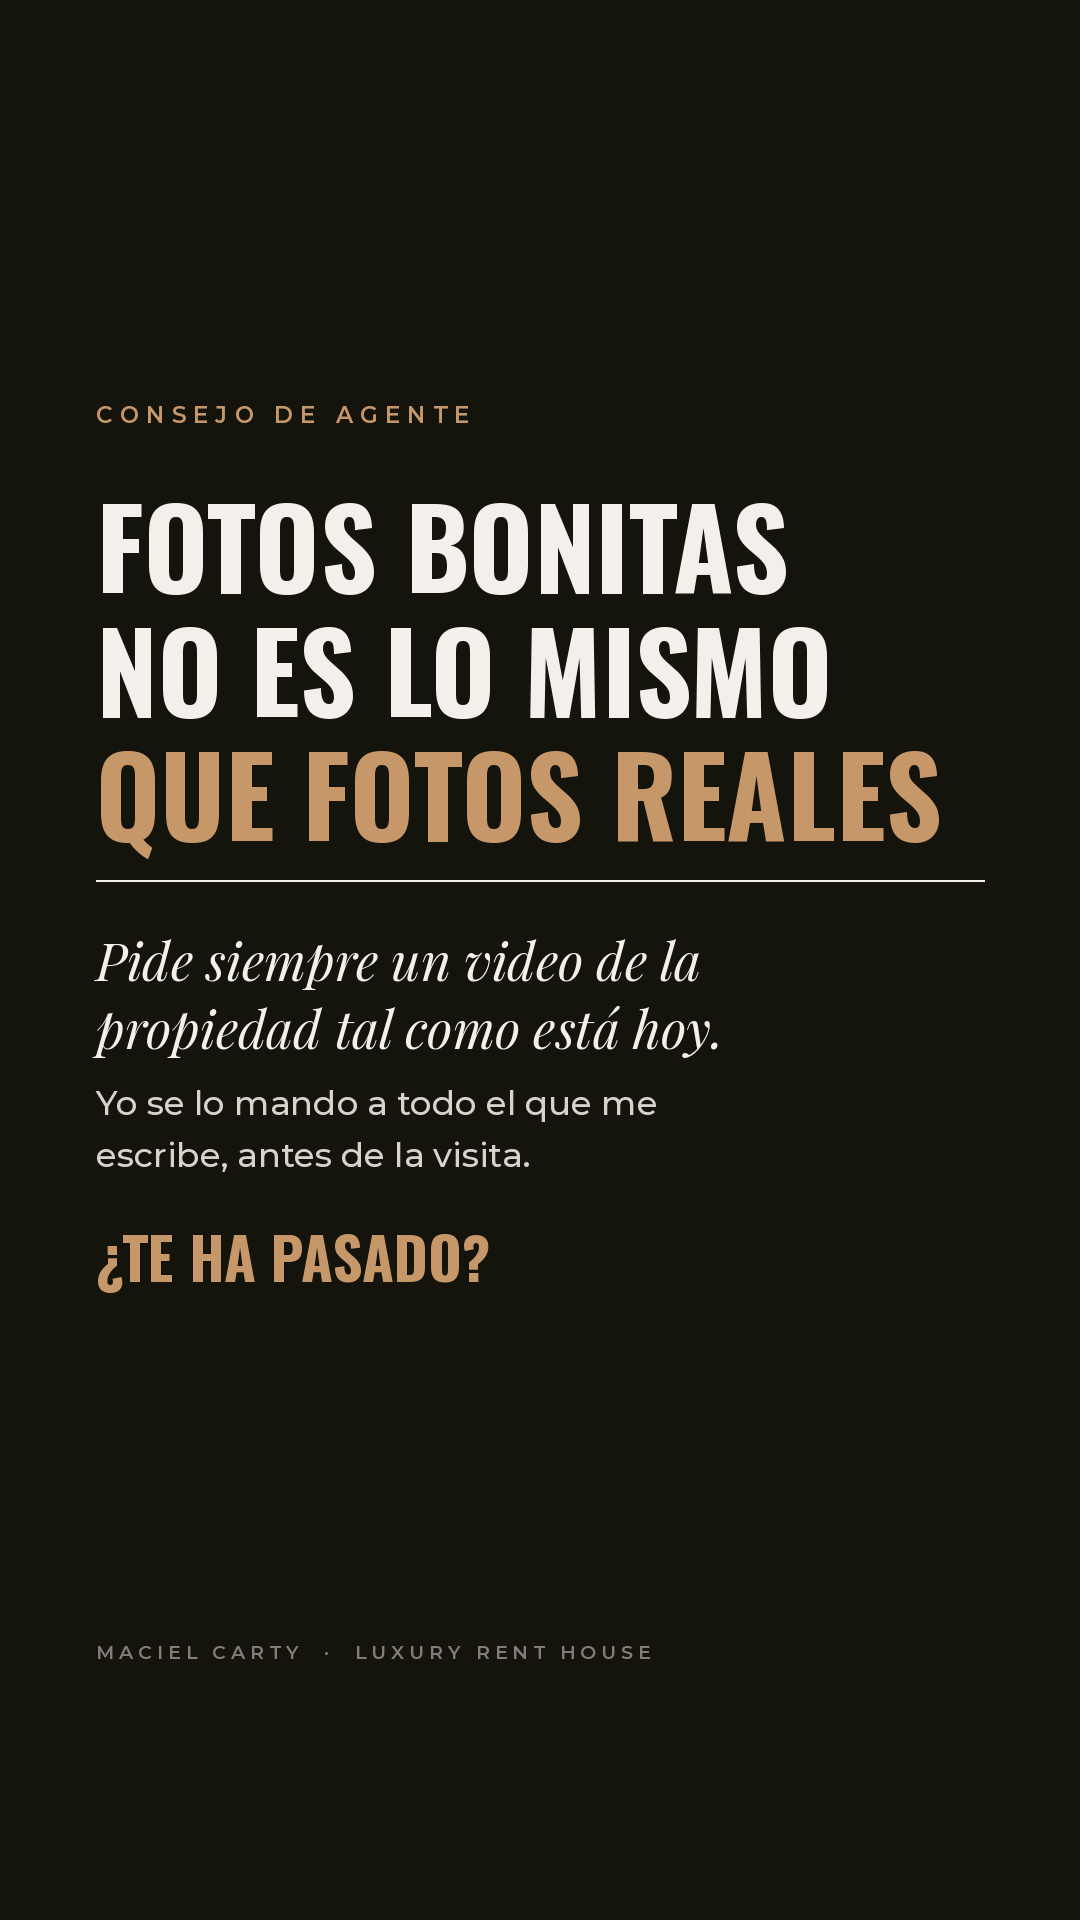 CONSEJO DE AGENTE
FOTOS BONITAS
NO ES LO MISMO
QUE FOTOS REALES
Pide siempre un video de la
propiedad tal como está hoy.
Yo se lo mando a todo el que me
escribe, antes de la visita.
¿TE HA PASADO?
MACIEL CARTY · LUXURY RENT HOUSE